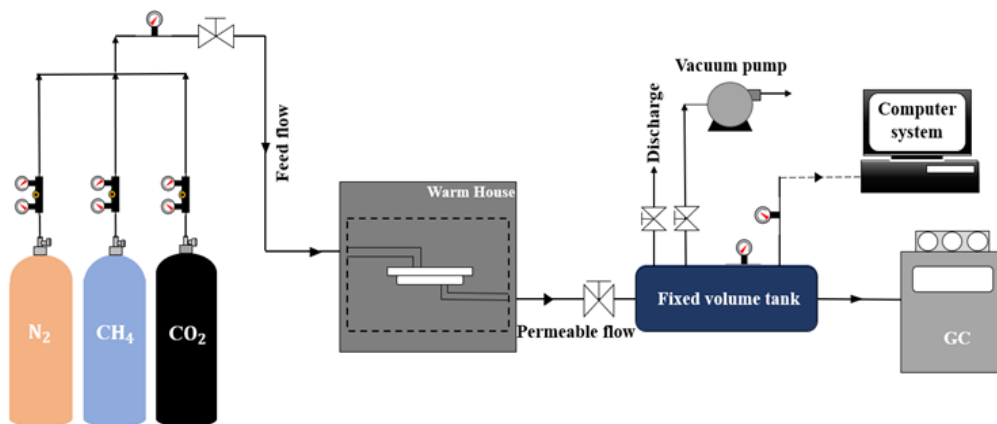 Vacuum pump
Computer
system
Discharge
Feed flow
Warm House
Fixed volume tank
Permeable flow
N₂
CH₄
CO₂
GC